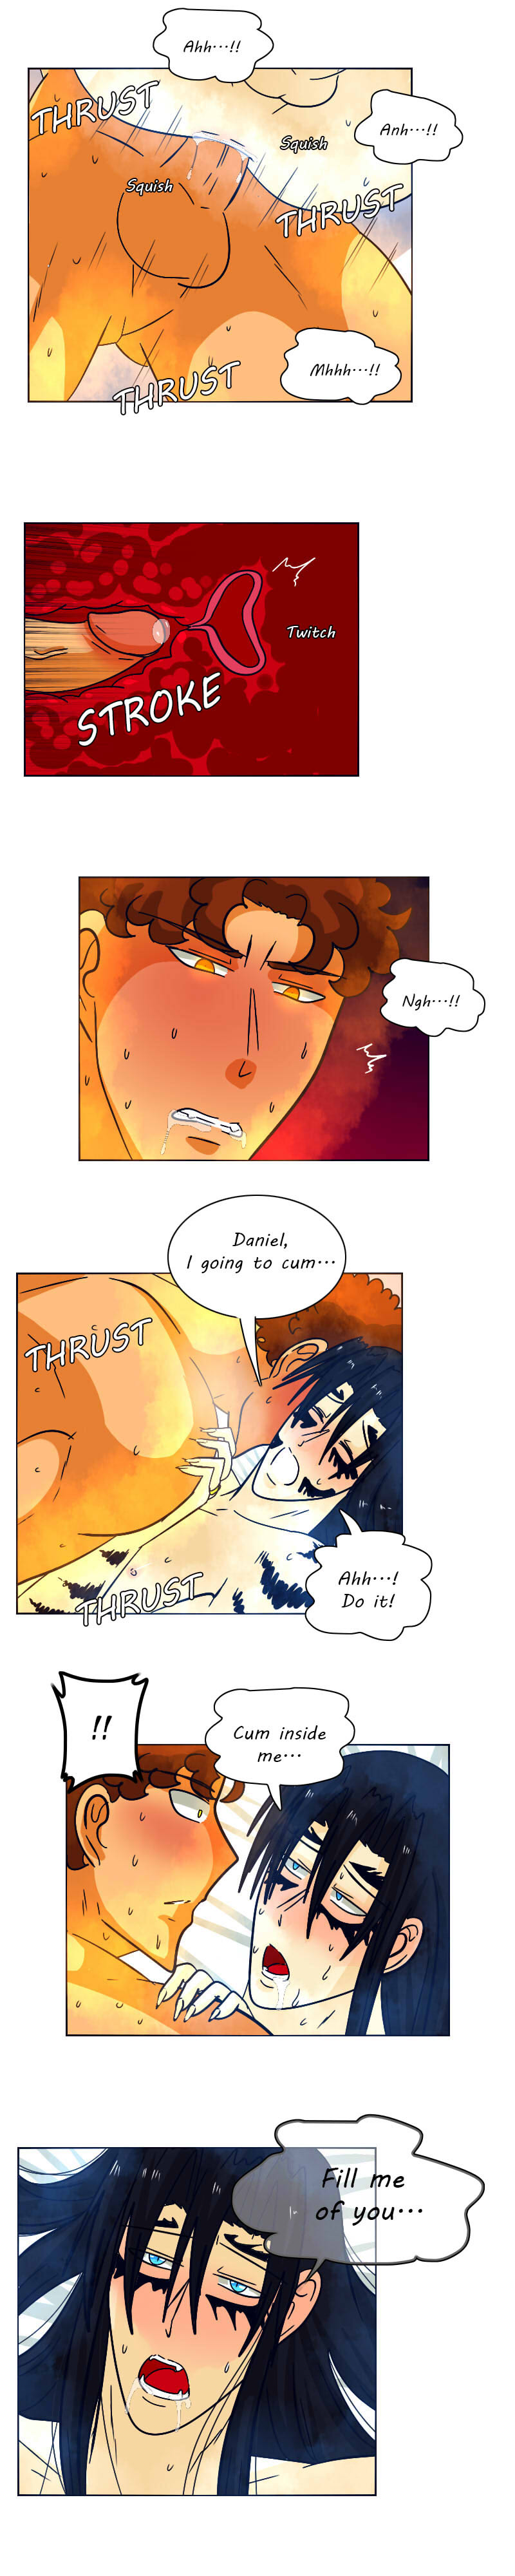 Ahh...!!
THRUST
Anh...!!
Squish
Squish
THRUST
Mhhh...!!
THRUST
Twitch
STROKE
Ngh...!!
Daniel,
I going to cum...
THRUST
Ahh...!
Do it!
THRUST
!!
Cum inside
me...
Fill me
of you...